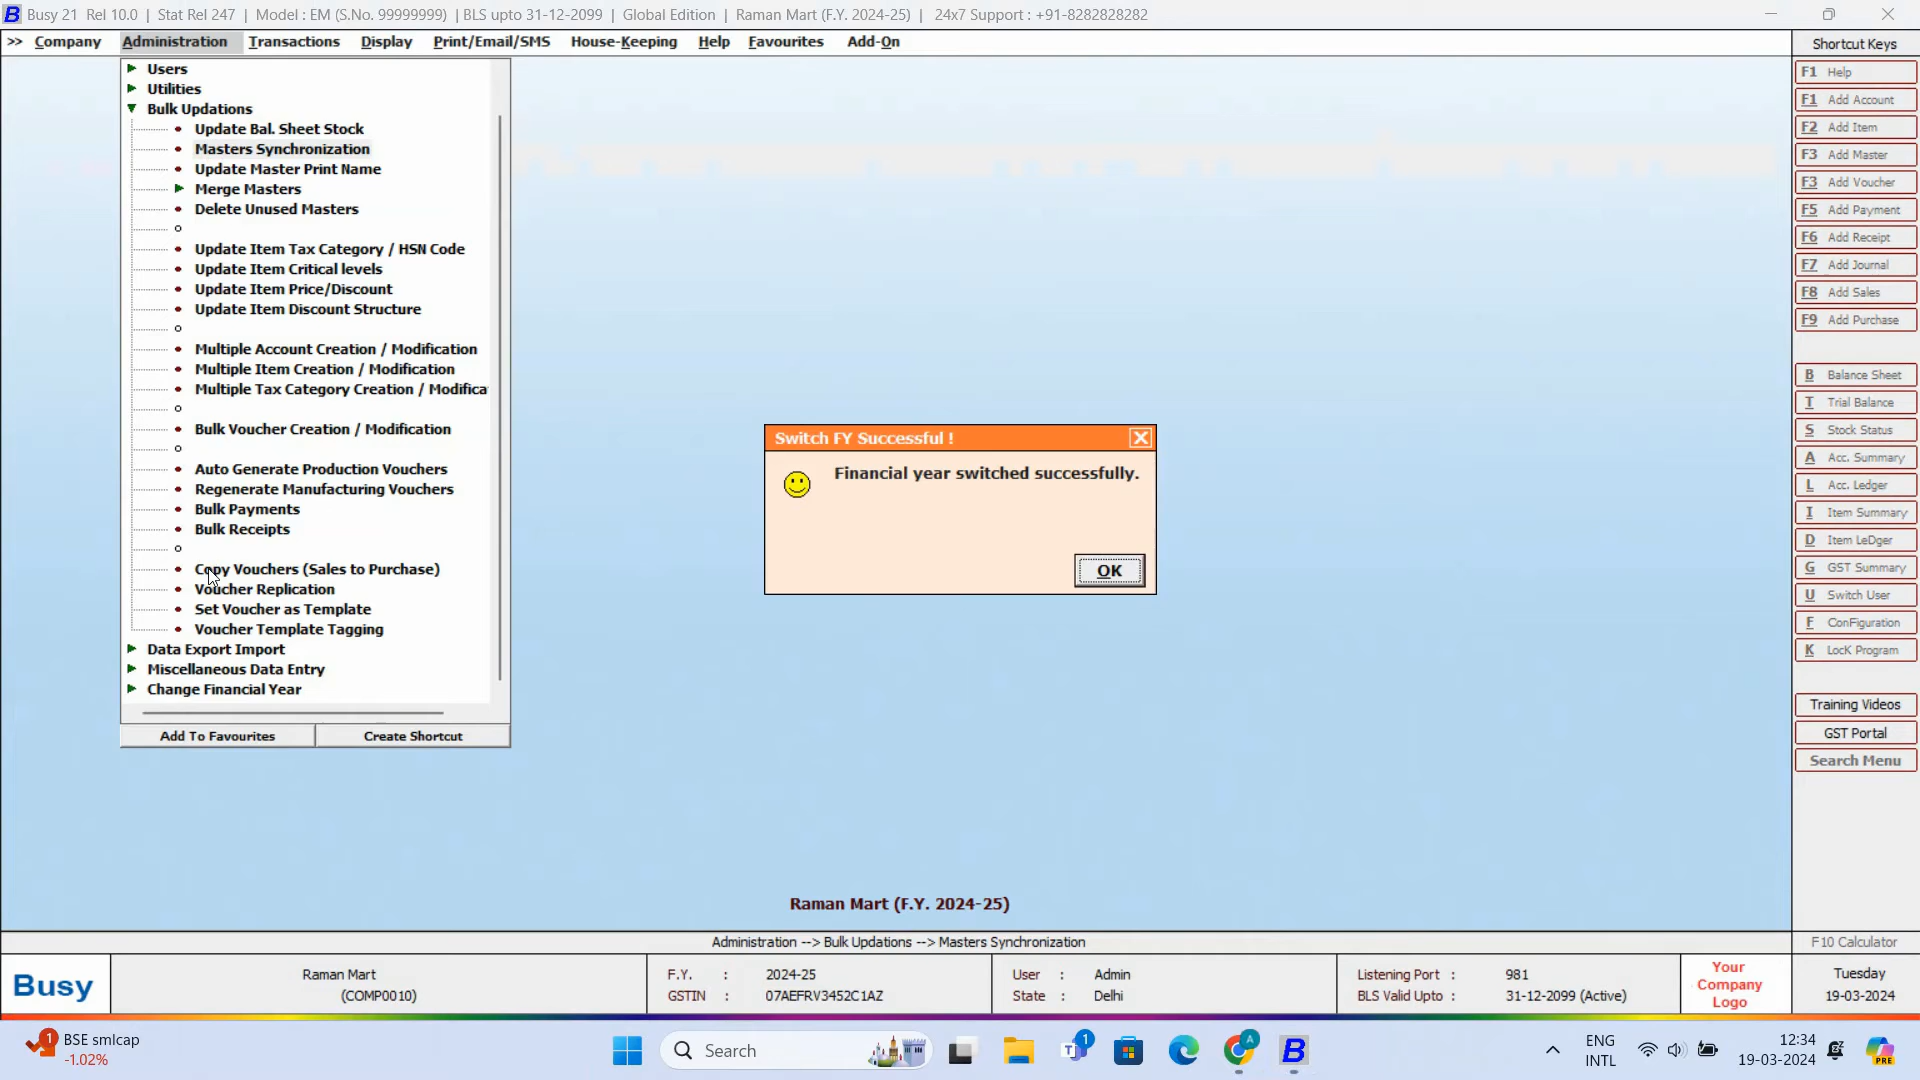 B Busy 21 Rel 10.0 | Stat Rel 247 | Model : EM (S.No. 99999999) | BLS upto 31-12-2099 | Global Edition | Raman Mart (F.Y. 2024-25) | 24x7 Support : +91-8282828282
>> Company Administration Transactions Display Print/Email/SMS House-Keeping Help Favourites Add-On
Shortcut Keys
Users
Utilities
Bulk Updations
Update Bal. Sheet Stock
Masters Synchronization
Update Master Print Name
Merge Masters
Delete Unused Masters
Update Item Tax Category / HSN Code
Update Item Critical levels
Update Item Price/Discount
Update Item Discount Structure
Multiple Account Creation / Modification
Multiple Item Creation / Modification
Multiple Tax Category Creation / Modifica
Bulk Voucher Creation / Modification
Auto Generate Production Vouchers
Regenerate Manufacturing Vouchers
Bulk Payments
Bulk Receipts
Copy Vouchers (Sales to Purchase)
Voucher Replication
Set Voucher as Template
Voucher Template Tagging
Data Export Import
Miscellaneous Data Entry
Change Financial Year
Add To Favourites
Create Shortcut
Switch FY Successful !
Financial year switched successfully.
OK
F1 Help
F1 Add Account
F2 Add Item
F3 Add Master
F3 Add Voucher
F5 Add Payment
F6 Add Receipt
F7 Add Journal
F8 Add Sales
F9 Add Purchase
B Balance Sheet
T Trial Balance
S Stock Status
A Acc. Summary
L Acc. Ledger
I Item Summary
D Item LeDger
G GST Summary
U Switch User
F ConFiguration
K LocK Program
Training Videos
GST Portal
Search Menu
Raman Mart (F.Y. 2024-25)
Administration --> Bulk Updations --> Masters Synchronization
F10 Calculator
Busy
Raman Mart
(COMP0010)
F.Y. : 2024-25
GSTIN : 07AEFRV3452C1AZ
User : Admin
State : Delhi
Listening Port : 981
BLS Valid Upto : 31-12-2099 (Active)
Your
Company
Logo
Tuesday
19-03-2024
1
BSE smlcap
-1.02%
Search
1
A
B
ENG
INTL
12:34
19-03-2024
PRE